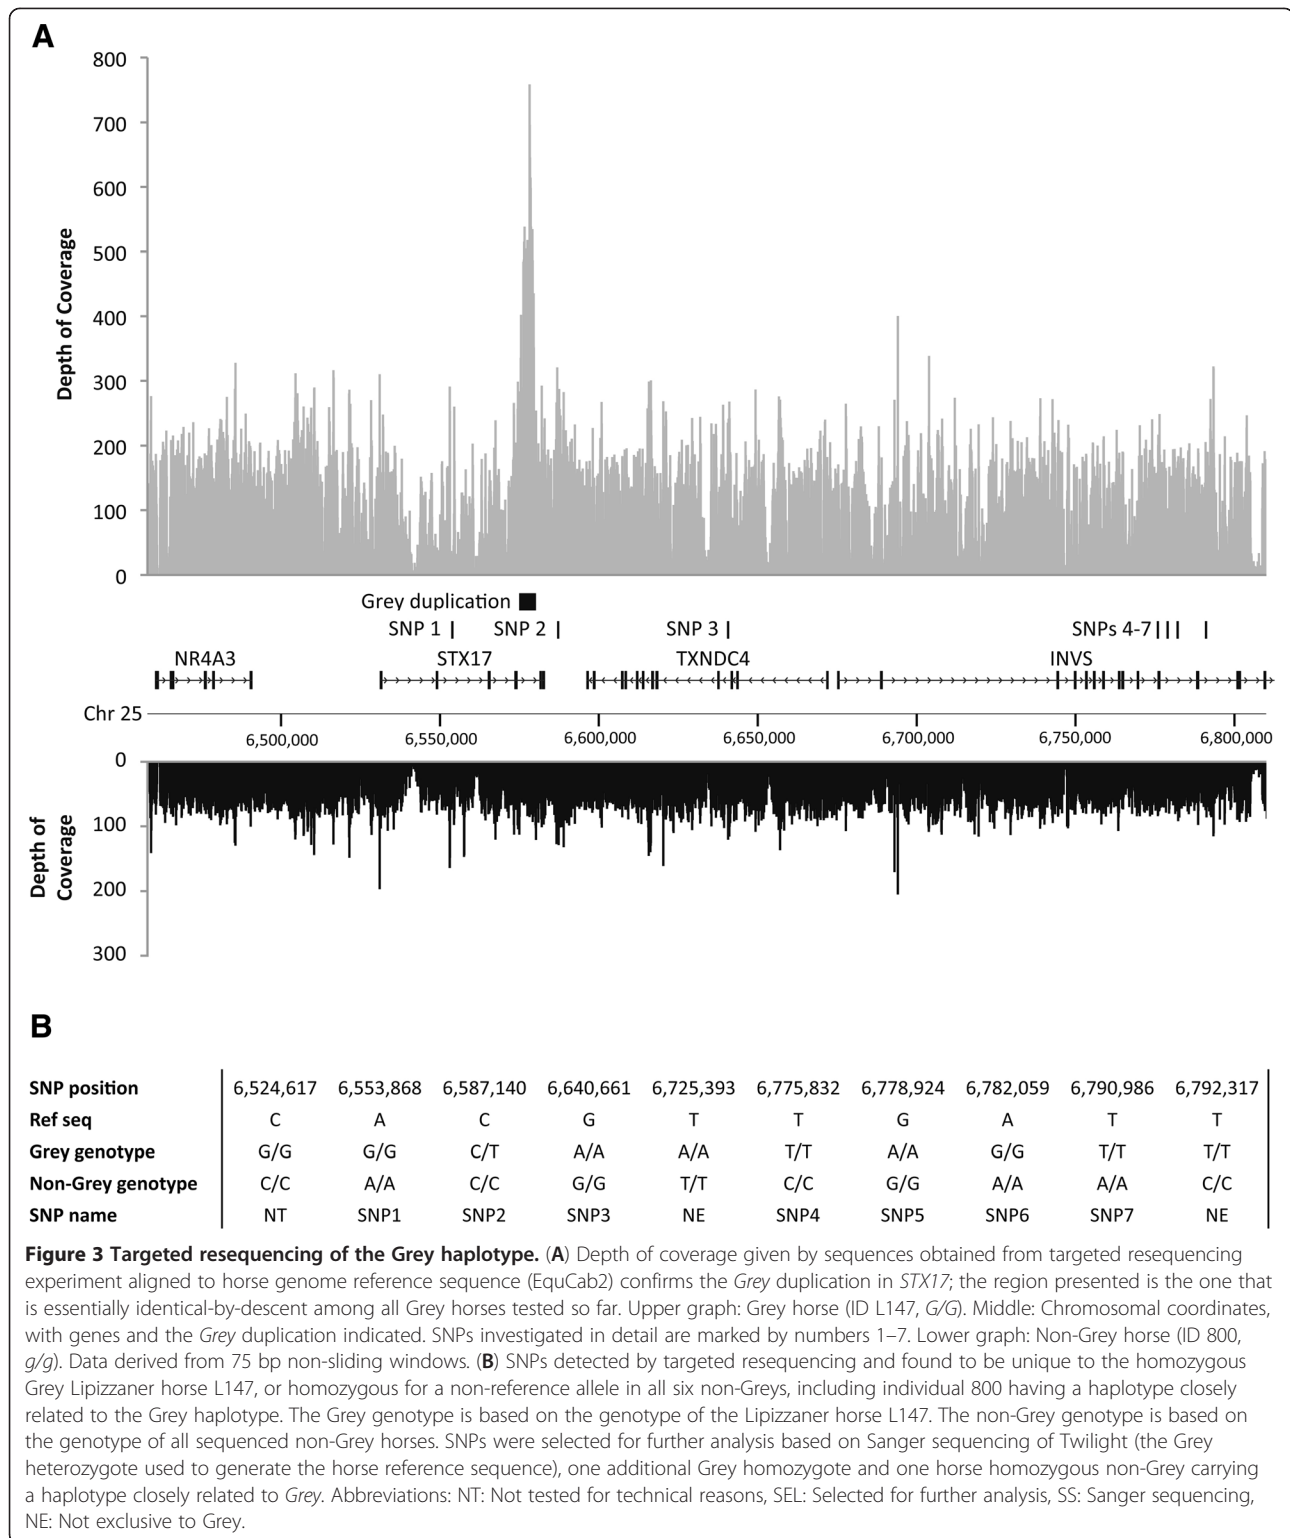 A
800
700
600
500
400
300
200
100
0
Depth of Coverage
Grey duplication
SNP 1 SNP 2 SNP 3 SNPs 4-7
NR4A3 STX17 TXNDC4 INVS
Chr 25
6,500,000 6,550,000 6,600,000 6,650,000 6,700,000 6,750,000 6,800,000
0
100
200
300
Depth of
Coverage
B
SNP position 6,524,617 6,553,868 6,587,140 6,640,661 6,725,393 6,775,832 6,778,924 6,782,059 6,790,986 6,792,317
Ref seq C A C G T T G A T T
Grey genotype G/G G/G C/T A/A A/A T/T A/A G/G T/T T/T
Non-Grey genotype C/C A/A C/C G/G T/T C/C G/G A/A A/A C/C
SNP name NT SNP1 SNP2 SNP3 NE SNP4 SNP5 SNP6 SNP7 NE
Figure 3 Targeted resequencing of the Grey haplotype. (A) Depth of coverage given by sequences obtained from targeted resequencing
experiment aligned to horse genome reference sequence (EquCab2) confirms the Grey duplication in STX17; the region presented is the one that
is essentially identical-by-descent among all Grey horses tested so far. Upper graph: Grey horse (ID L147, G/G). Middle: Chromosomal coordinates,
with genes and the Grey duplication indicated. SNPs investigated in detail are marked by numbers 1–7. Lower graph: Non-Grey horse (ID 800,
g/g). Data derived from 75 bp non-sliding windows. (B) SNPs detected by targeted resequencing and found to be unique to the homozygous
Grey Lipizzaner horse L147, or homozygous for a non-reference allele in all six non-Greys, including individual 800 having a haplotype closely
related to the Grey haplotype. The Grey genotype is based on the genotype of the Lipizzaner horse L147. The non-Grey genotype is based on
the genotype of all sequenced non-Grey horses. SNPs were selected for further analysis based on Sanger sequencing of Twilight (the Grey
heterozygote used to generate the horse reference sequence), one additional Grey homozygote and one horse homozygous non-Grey carrying
a haplotype closely related to Grey. Abbreviations: NT: Not tested for technical reasons, SEL: Selected for further analysis, SS: Sanger sequencing,
NE: Not exclusive to Grey.